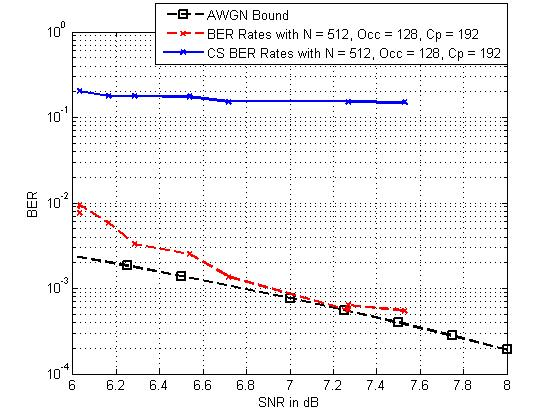 AWGN Bound
BER Rates with N = 512, Occ = 128, Cp = 192
CS BER Rates with N = 512, Occ = 128, Cp = 192
10^0
10^-1
10^-2
10^-3
10^-4
BER
6 6.2 6.4 6.6 6.8 7 7.2 7.4 7.6 7.8 8
SNR in dB